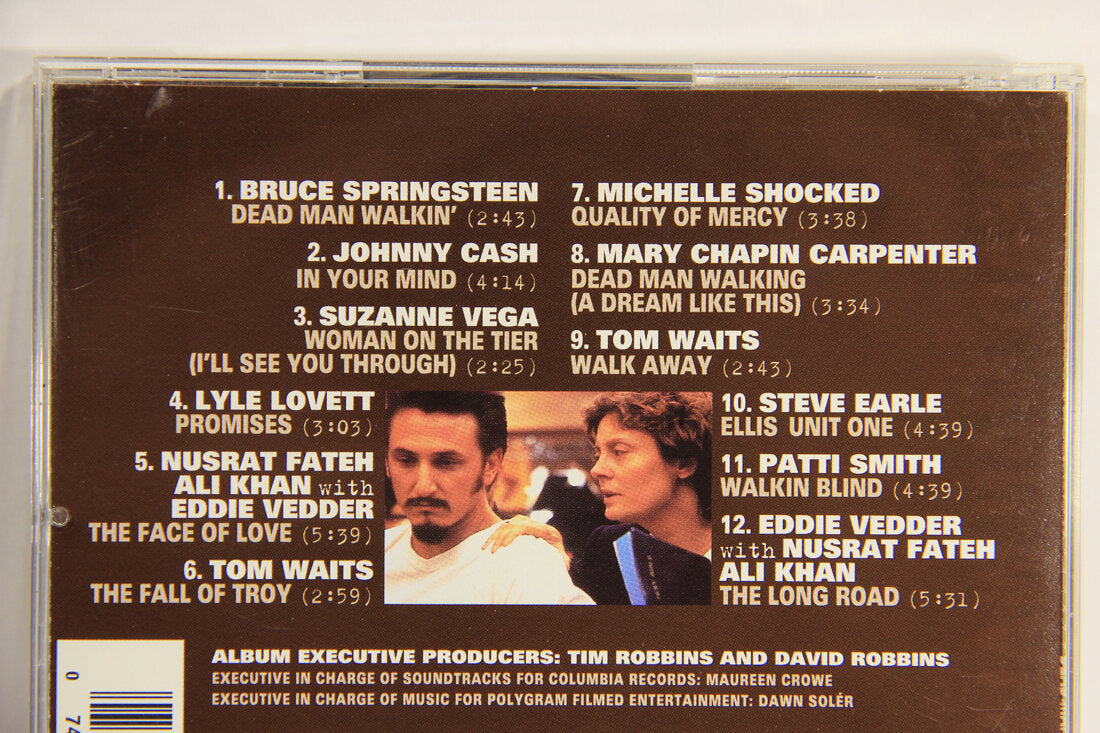 1. BRUCE SPRINGSTEEN
DEAD MAN WALKIN' (2:43)
2. JOHNNY CASH
IN YOUR MIND (4:14)
3. SUZANNE VEGA
WOMAN ON THE TIER
(I'LL SEE YOU THROUGH) (2:25)
4. LYLE LOVETT
PROMISES (3:03)
5. NUSRAT FATEH
ALI KHAN with
EDDIE VEDDER
THE FACE OF LOVE (5:39)
6. TOM WAITS
THE FALL OF TROY (2:59)
7. MICHELLE SHOCKED
QUALITY OF MERCY (3:38)
8. MARY CHAPIN CARPENTER
DEAD MAN WALKING
(A DREAM LIKE THIS) (3:34)
9. TOM WAITS
WALK AWAY (2:43)
10. STEVE EARLE
ELLIS UNIT ONE (4:39)
11. PATTI SMITH
WALKIN BLIND (4:39)
12. EDDIE VEDDER
with NUSRAT FATEH
ALI KHAN
THE LONG ROAD (5:31)
ALBUM EXECUTIVE PRODUCERS: TIM ROBBINS AND DAVID ROBBINS
EXECUTIVE IN CHARGE OF SOUNDTRACKS FOR COLUMBIA RECORDS: MAUREEN CROWE
EXECUTIVE IN CHARGE OF MUSIC FOR POLYGRAM FILMED ENTERTAINMENT: DAWN SOLÉR
0 74